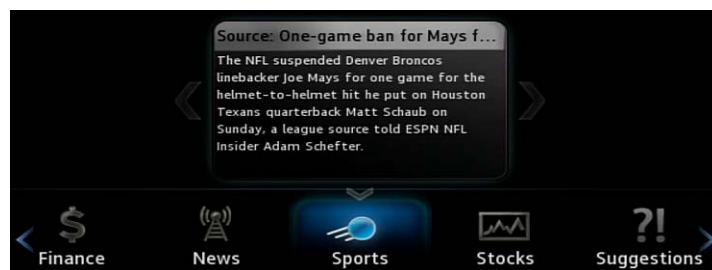 Source: One-game ban for Mays f...
The NFL suspended Denver Broncos
linebacker Joe Mays for one game for the
helmet-to-helmet hit he put on Houston
Texans quarterback Matt Schaub on
Sunday, a league source told ESPN NFL
Insider Adam Schefter.
$ ?!
Finance News Sports Stocks Suggestions